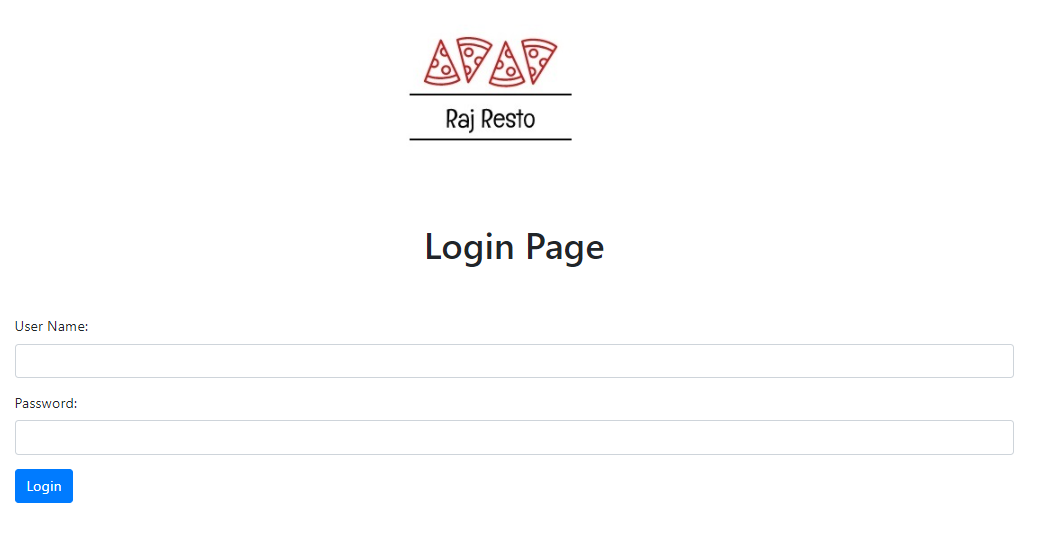 Raj Resto
Login Page
User Name:
Password:
Login